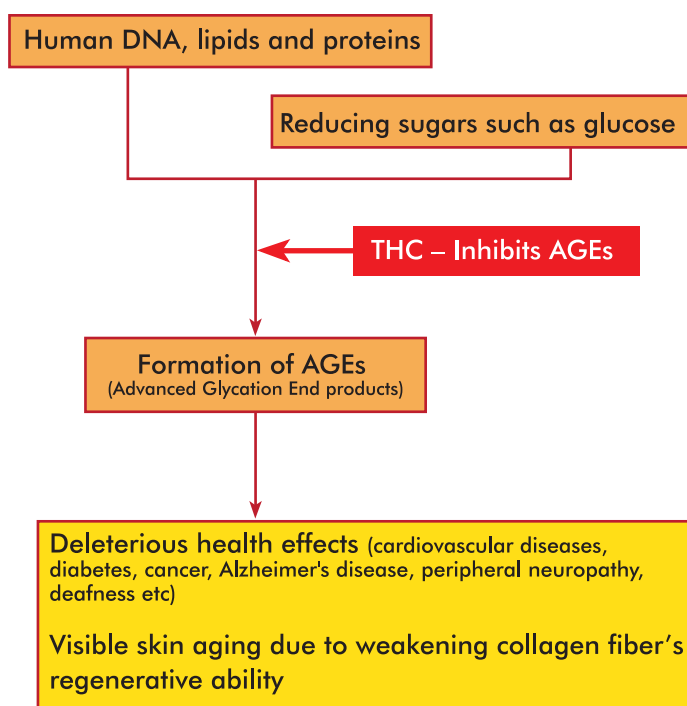 Human DNA, lipids and proteins
Reducing sugars such as glucose
THC – Inhibits AGEs
Formation of AGEs
(Advanced Glycation End products)
Deleterious health effects (cardiovascular diseases,
diabetes, cancer, Alzheimer's disease, peripheral neuropathy,
deafness etc)
Visible skin aging due to weakening collagen fiber’s
regenerative ability